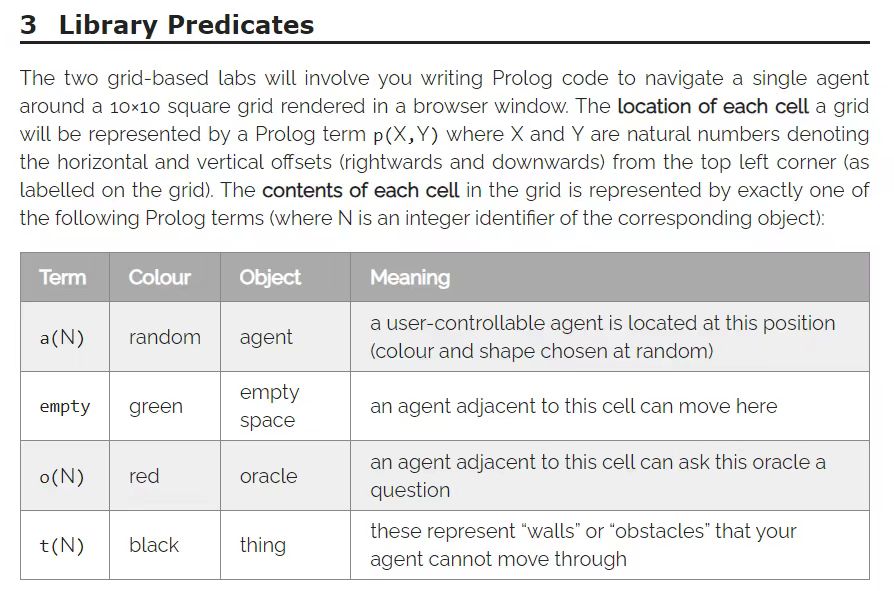 3 Library Predicates
The two grid-based labs will involve you writing Prolog code to navigate a single agent
around a 10×10 square grid rendered in a browser window. The location of each cell a grid
will be represented by a Prolog term p(X,Y) where X and Y are natural numbers denoting
the horizontal and vertical offsets (rightwards and downwards) from the top left corner (as
labelled on the grid). The contents of each cell in the grid is represented by exactly one of
the following Prolog terms (where N is an integer identifier of the corresponding object):
Term Colour Object Meaning
a(N) random agent a user-controllable agent is located at this position
(colour and shape chosen at random)
empty green empty
space an agent adjacent to this cell can move here
o(N) red oracle an agent adjacent to this cell can ask this oracle a
question
t(N) black thing these represent “walls” or “obstacles” that your
agent cannot move through